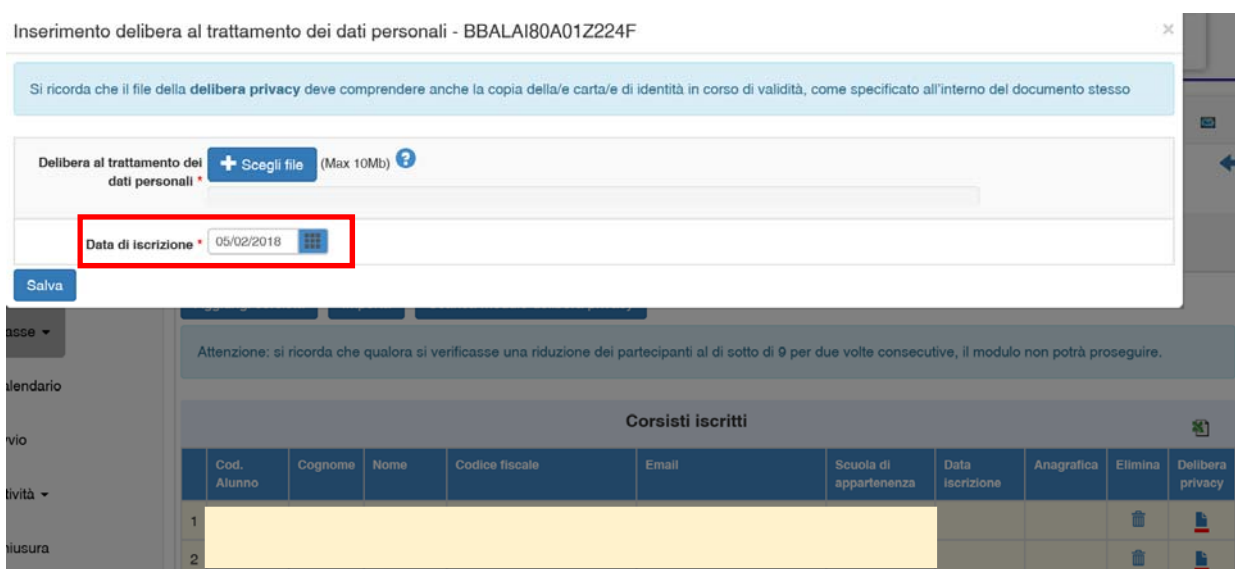 Inserimento delibera al trattamento dei dati personali - BBALAI80A01Z224F
×
Si ricorda che il file della delibera privacy deve comprendere anche la copia della/e carta/e di identità in corso di validità, come specificato all'interno del documento stesso
Delibera al trattamento dei
dati personali * Scegli file (Max 10Mb) ?
Data di iscrizione * 05/02/2018
Salva
asse
Attenzione: si ricorda che qualora si verificasse una riduzione dei partecipanti al di sotto di 9 per due volte consecutive, il modulo non potrà proseguire.
alendario
Corsisti iscritti
vvio
Cod. Alunno Cognome Nome Codice fiscale Email Scuola di appartenenza Data iscrizione Anagrafica Elimina Delibera privacy
tività
1
hiusura
2